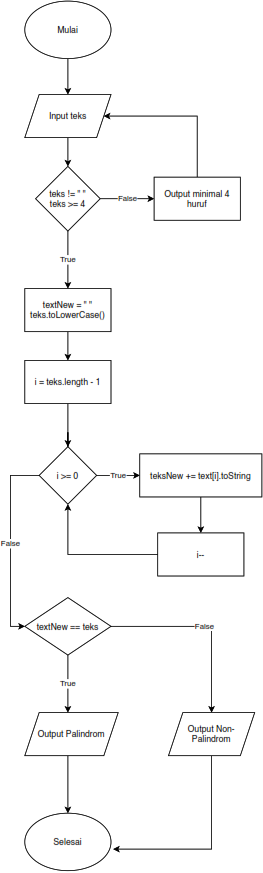 Mulai
Input teks
teks != " "
teks >= 4
False
Output minimal 4
huruf
True
textNew = " "
teks.toLowerCase()
i = teks.length - 1
i >= 0
True
teksNew += text[i].toString
i--
False
textNew == teks
False
True
Output Palindrom
Output Non-
Palindrom
Selesai